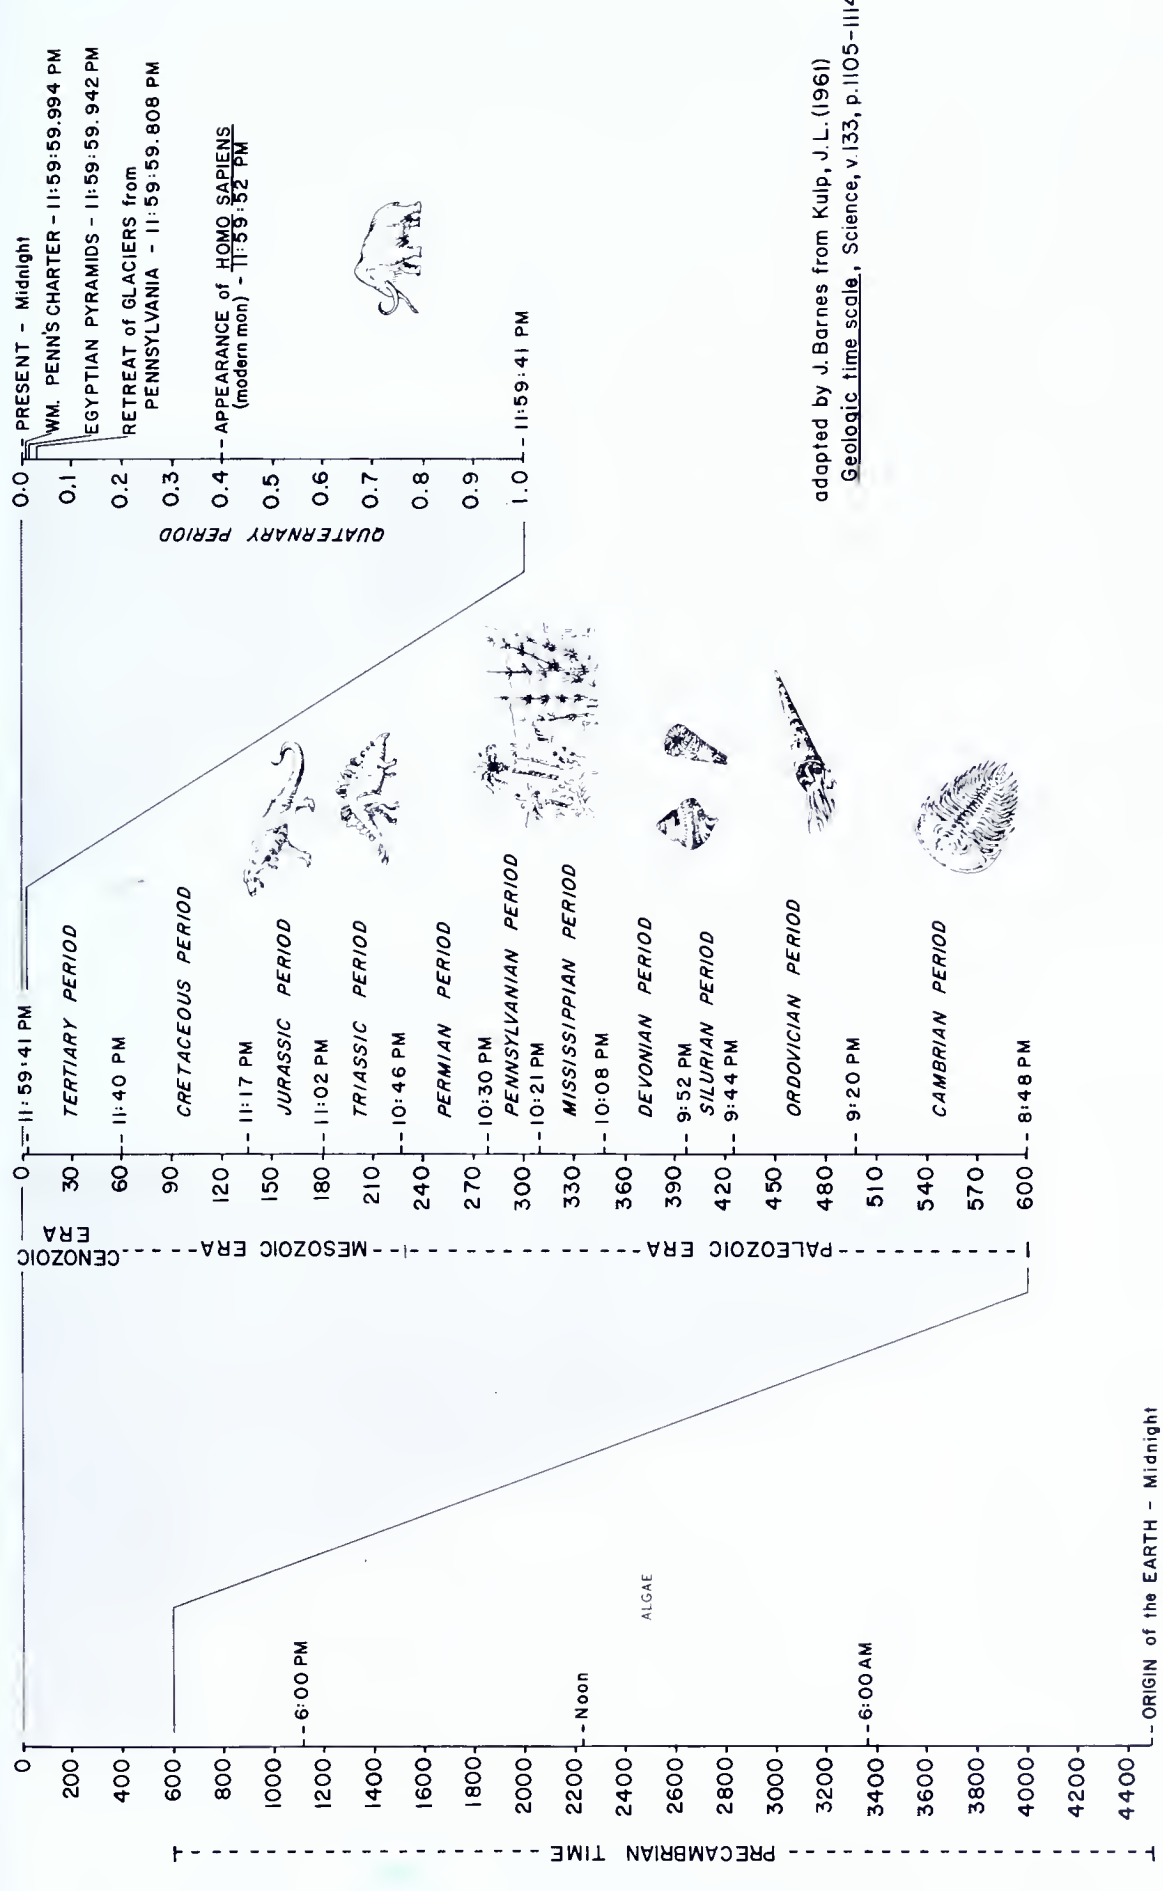 PRECAMBRIAN TIME
0
200
400
600
800
1000
1200
1400
1600
1800
2000
2200
2400
2600
2800
3000
3200
3400
3600
3800
4000
4200
4400
6:00 PM
Noon
6:00 AM
ORIGIN of the EARTH - Midnight
ALGAE
CENOZOIC
ERA
MESOZOIC ERA
PALEOZOIC ERA
0
30
60
90
120
150
180
210
240
270
300
330
360
390
420
450
480
510
540
570
600
11:59:41 PM
TERTIARY PERIOD
11:40 PM
CRETACEOUS PERIOD
11:17 PM
JURASSIC PERIOD
11:02 PM
TRIASSIC PERIOD
10:46 PM
PERMIAN PERIOD
10:30 PM
PENNSYLVANIAN PERIOD
10:21 PM
MISSISSIPPIAN PERIOD
10:08 PM
DEVONIAN PERIOD
9:52 PM
SILURIAN PERIOD
9:44 PM
ORDOVICIAN PERIOD
9:20 PM
CAMBRIAN PERIOD
8:48 PM
QUATERNARY PERIOD
0.0
0.1
0.2
0.3
0.4
0.5
0.6
0.7
0.8
0.9
1.0
PRESENT - Midnight
WM. PENN'S CHARTER - 11:59:59.994 PM
EGYPTIAN PYRAMIDS - 11:59:59.942 PM
RETREAT of GLACIERS from
PENNSYLVANIA - 11:59:59.808 PM
APPEARANCE of HOMO SAPIENS
(modern mon) - 11:59:52 PM
11:59:41 PM
adapted by J. Barnes from Kulp, J.L. (1961)
Geologic time scale, Science, v.133, p.1105-1114